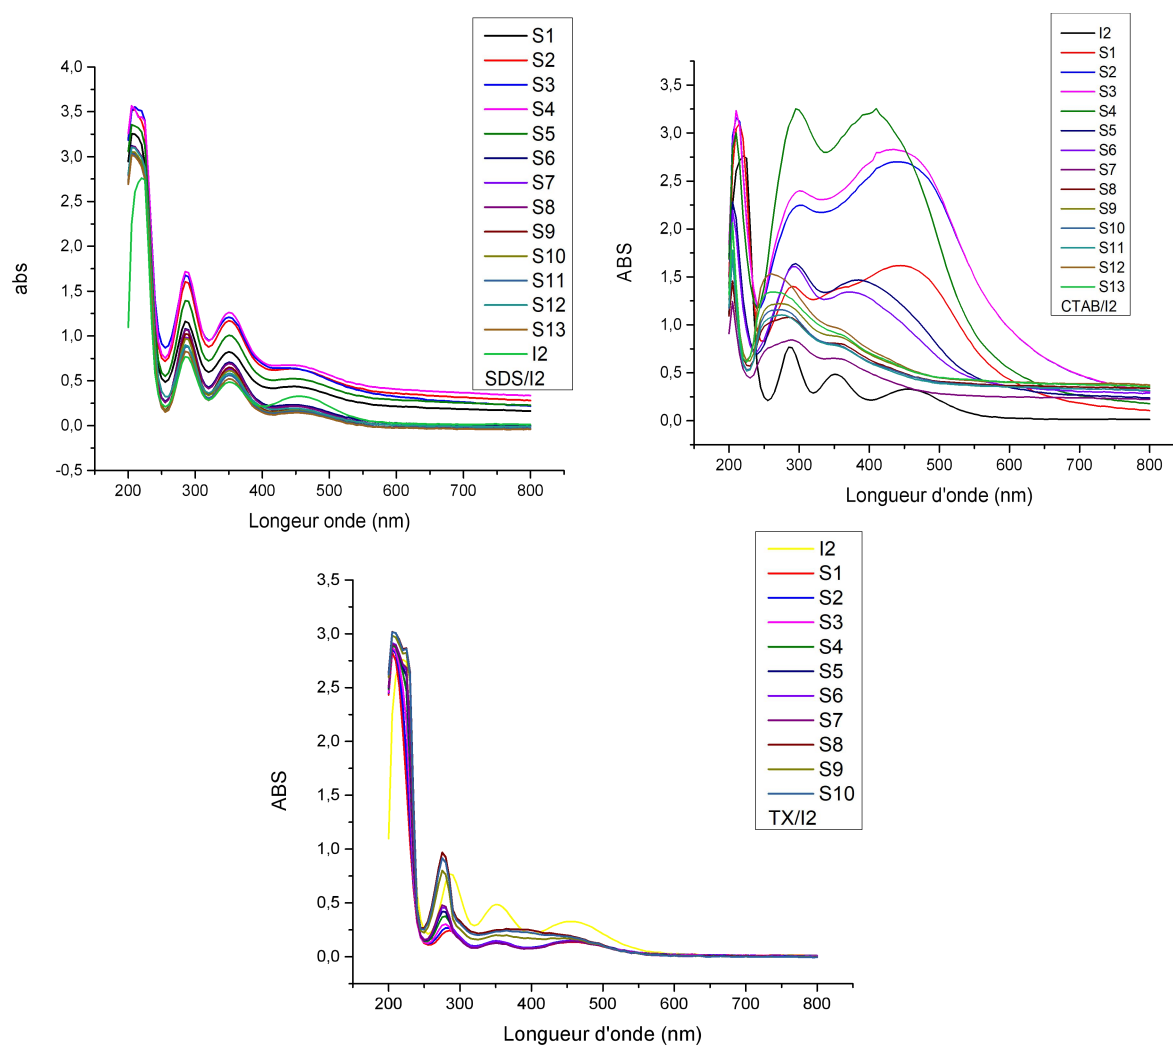 S1
S2
S3
S4
S5
S6
S7
S8
S9
S10
S11
S12
S13
I2
SDS/I2
4,0
3,5
3,0
2,5
2,0
1,5
1,0
0,5
0,0
-0,5
abs
200 300 400 500 600 700 800
Longeur onde (nm)
I2
S1
S2
S3
S4
S5
S6
S7
S8
S9
S10
S11
S12
S13
CTAB/I2
3,5
3,0
2,5
2,0
1,5
1,0
0,5
0,0
ABS
200 300 400 500 600 700 800
Longueur d'onde (nm)
I2
S1
S2
S3
S4
S5
S6
S7
S8
S9
S10
TX/I2
3,5
3,0
2,5
2,0
1,5
1,0
0,5
0,0
ABS
200 300 400 500 600 700 800
Longueur d'onde (nm)